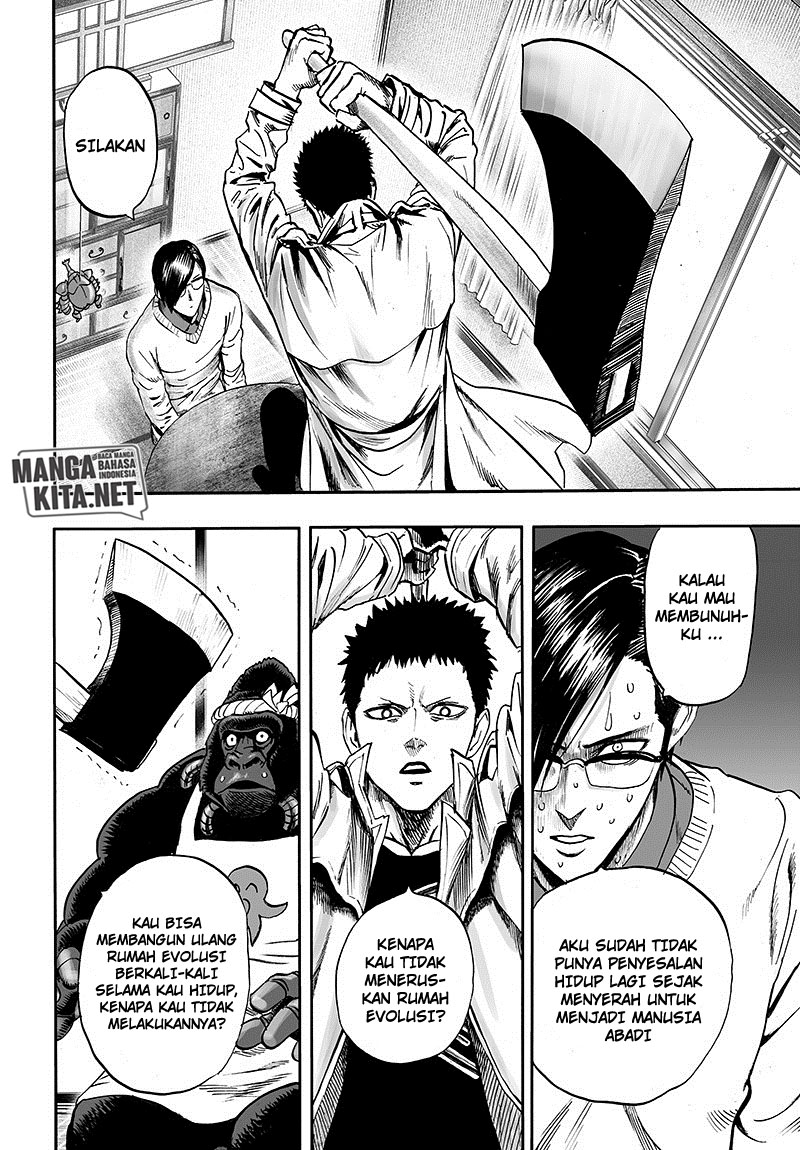 SILAKAN
MANGA
KITA.NET
BACA MANGA
BAHASA
INDONESIA
KALAU
KAU MAU
MEMBUNUH-
KU ...
AKU SUDAH TIDAK
PUNYA PENYESALAN
HIDUP LAGI SEJAK
MENYERAH UNTUK
MENJADI MANUSIA
ABADI
KENAPA
KAU TIDAK
MENERUS-
KAN RUMAH
EVOLUSI?
KAU BISA
MEMBANGUN ULANG
RUMAH EVOLUSI
BERKALI-KALI
SELAMA KAU HIDUP,
KENAPA KAU TIDAK
MELAKUKANNYA?